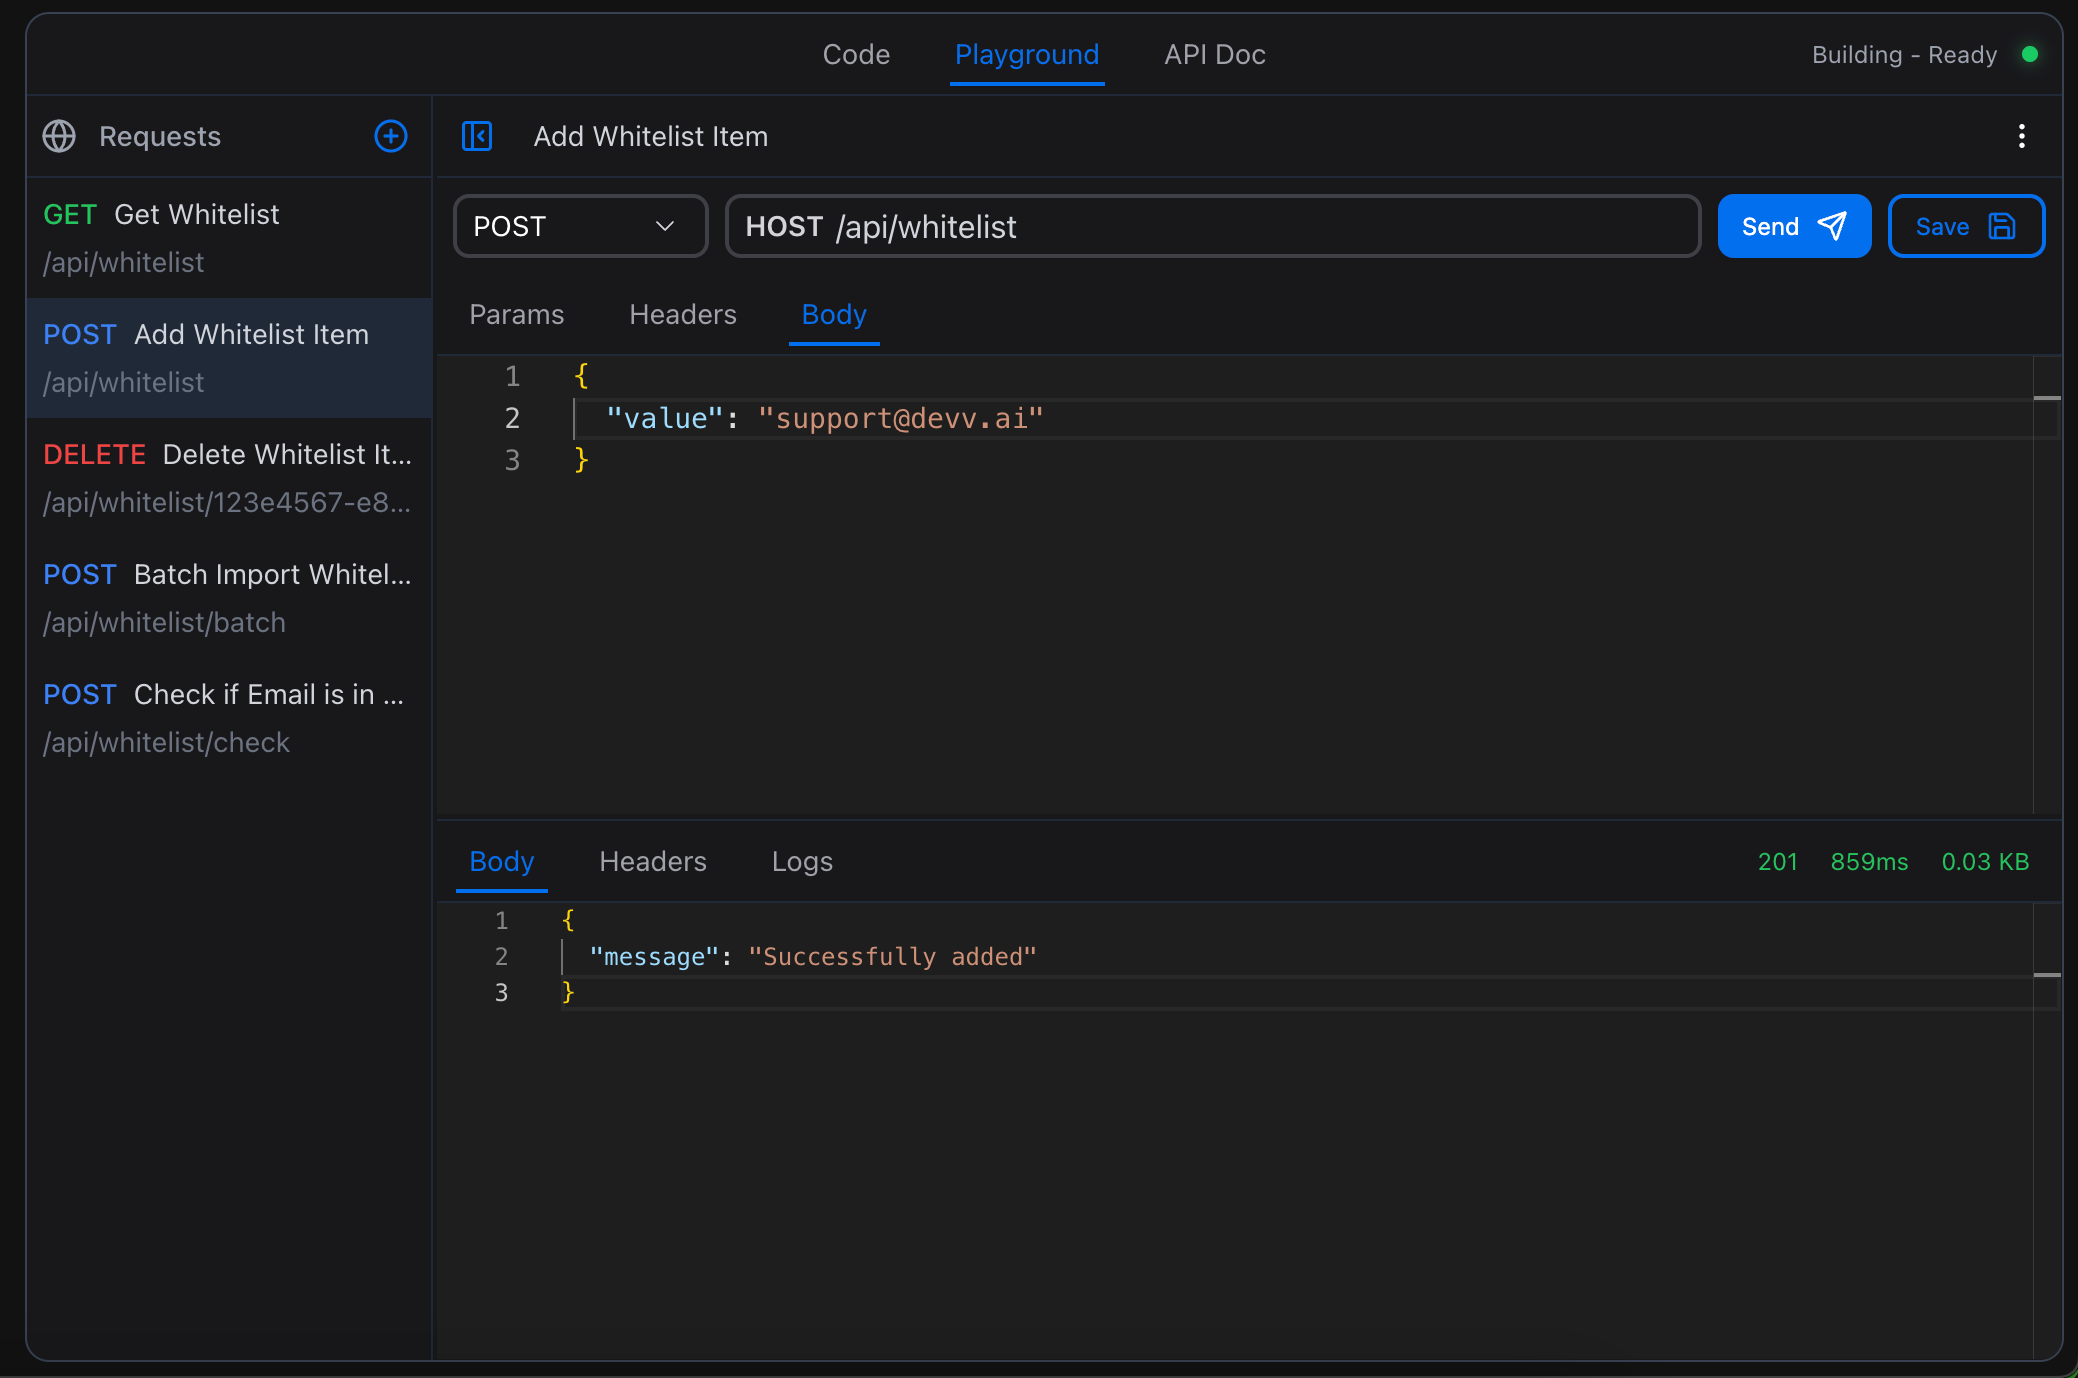 Code Playground API Doc Building - Ready
Requests
GET Get Whitelist
/api/whitelist
POST Add Whitelist Item
/api/whitelist
DELETE Delete Whitelist It...
/api/whitelist/123e4567-e8...
POST Batch Import Whitel...
/api/whitelist/batch
POST Check if Email is in ...
/api/whitelist/check
Add Whitelist Item
POST HOST /api/whitelist Send Save
Params Headers Body
1 {
2 "value": "support@devv.ai"
3 }
Body Headers Logs 201 859ms 0.03 KB
1 {
2 "message": "Successfully added"
3 }